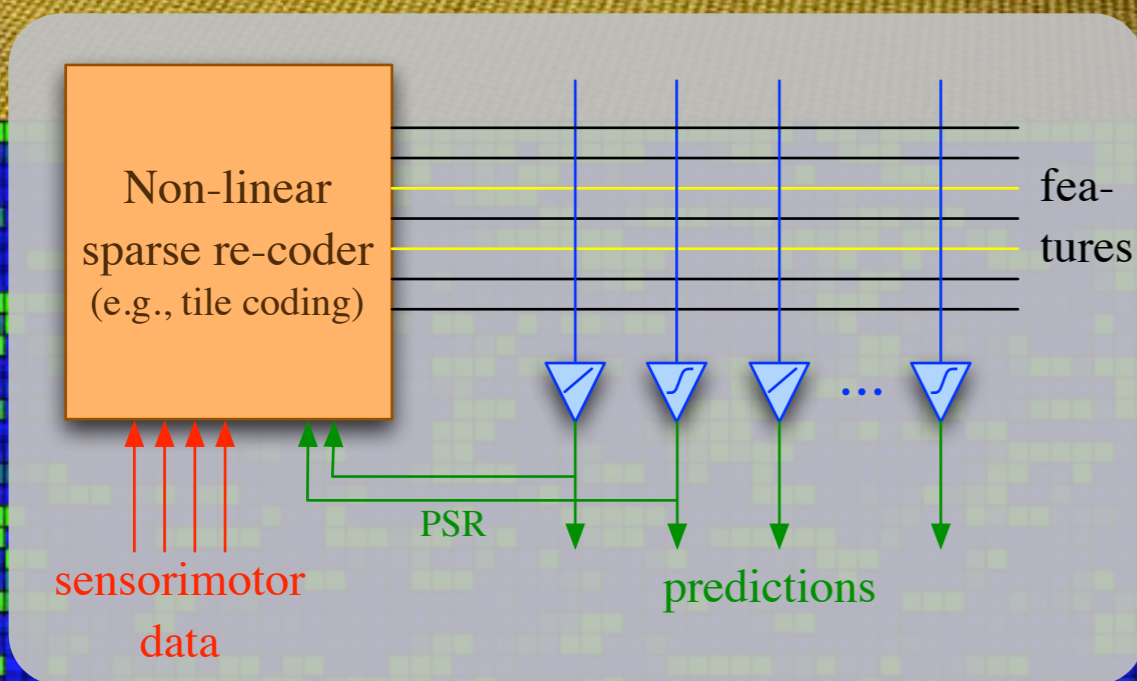 Non-linear
sparse re-coder
(e.g., tile coding)
fea-
tures
...
PSR
sensorimotor
data
predictions